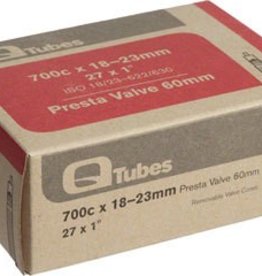 Tubes
700c x 18–23mm
27 x 1"
ISO 18/23-622/630
Presta Valve 60mm
Q Tubes
700c x 18–23mm Presta Valve 60mm
27 x 1" Removable Valve Cores